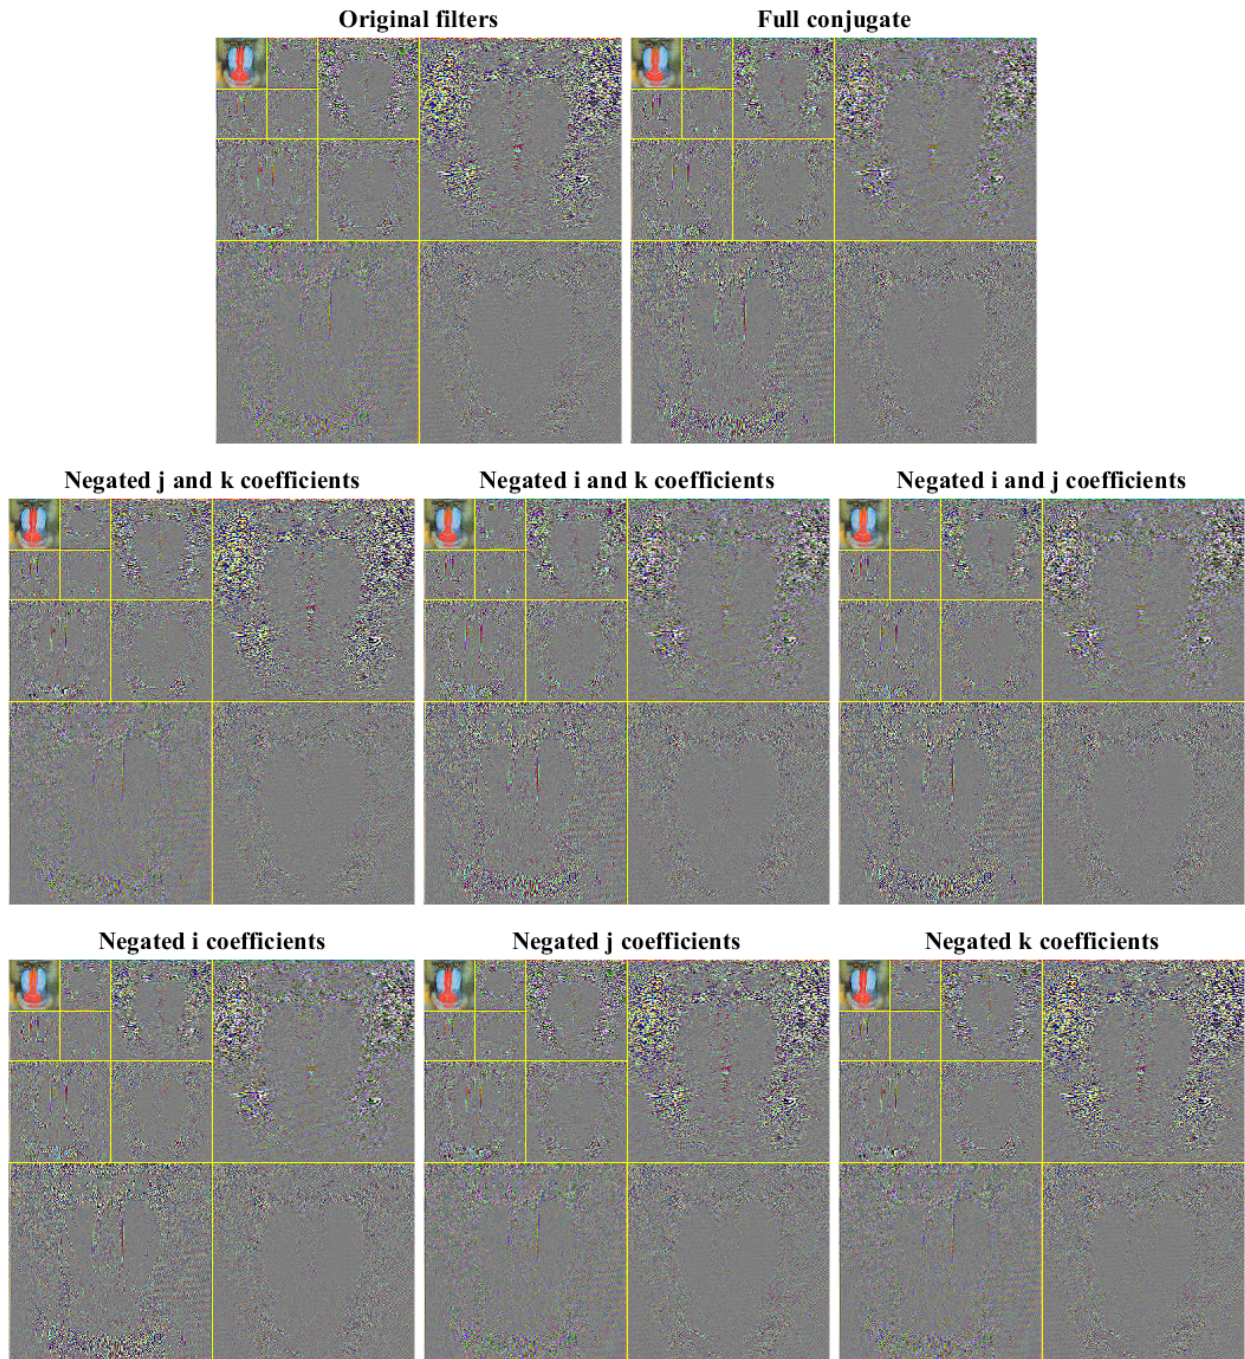 Original filters
Full conjugate
Negated j and k coefficients
Negated i and k coefficients
Negated i and j coefficients
Negated i coefficients
Negated j coefficients
Negated k coefficients